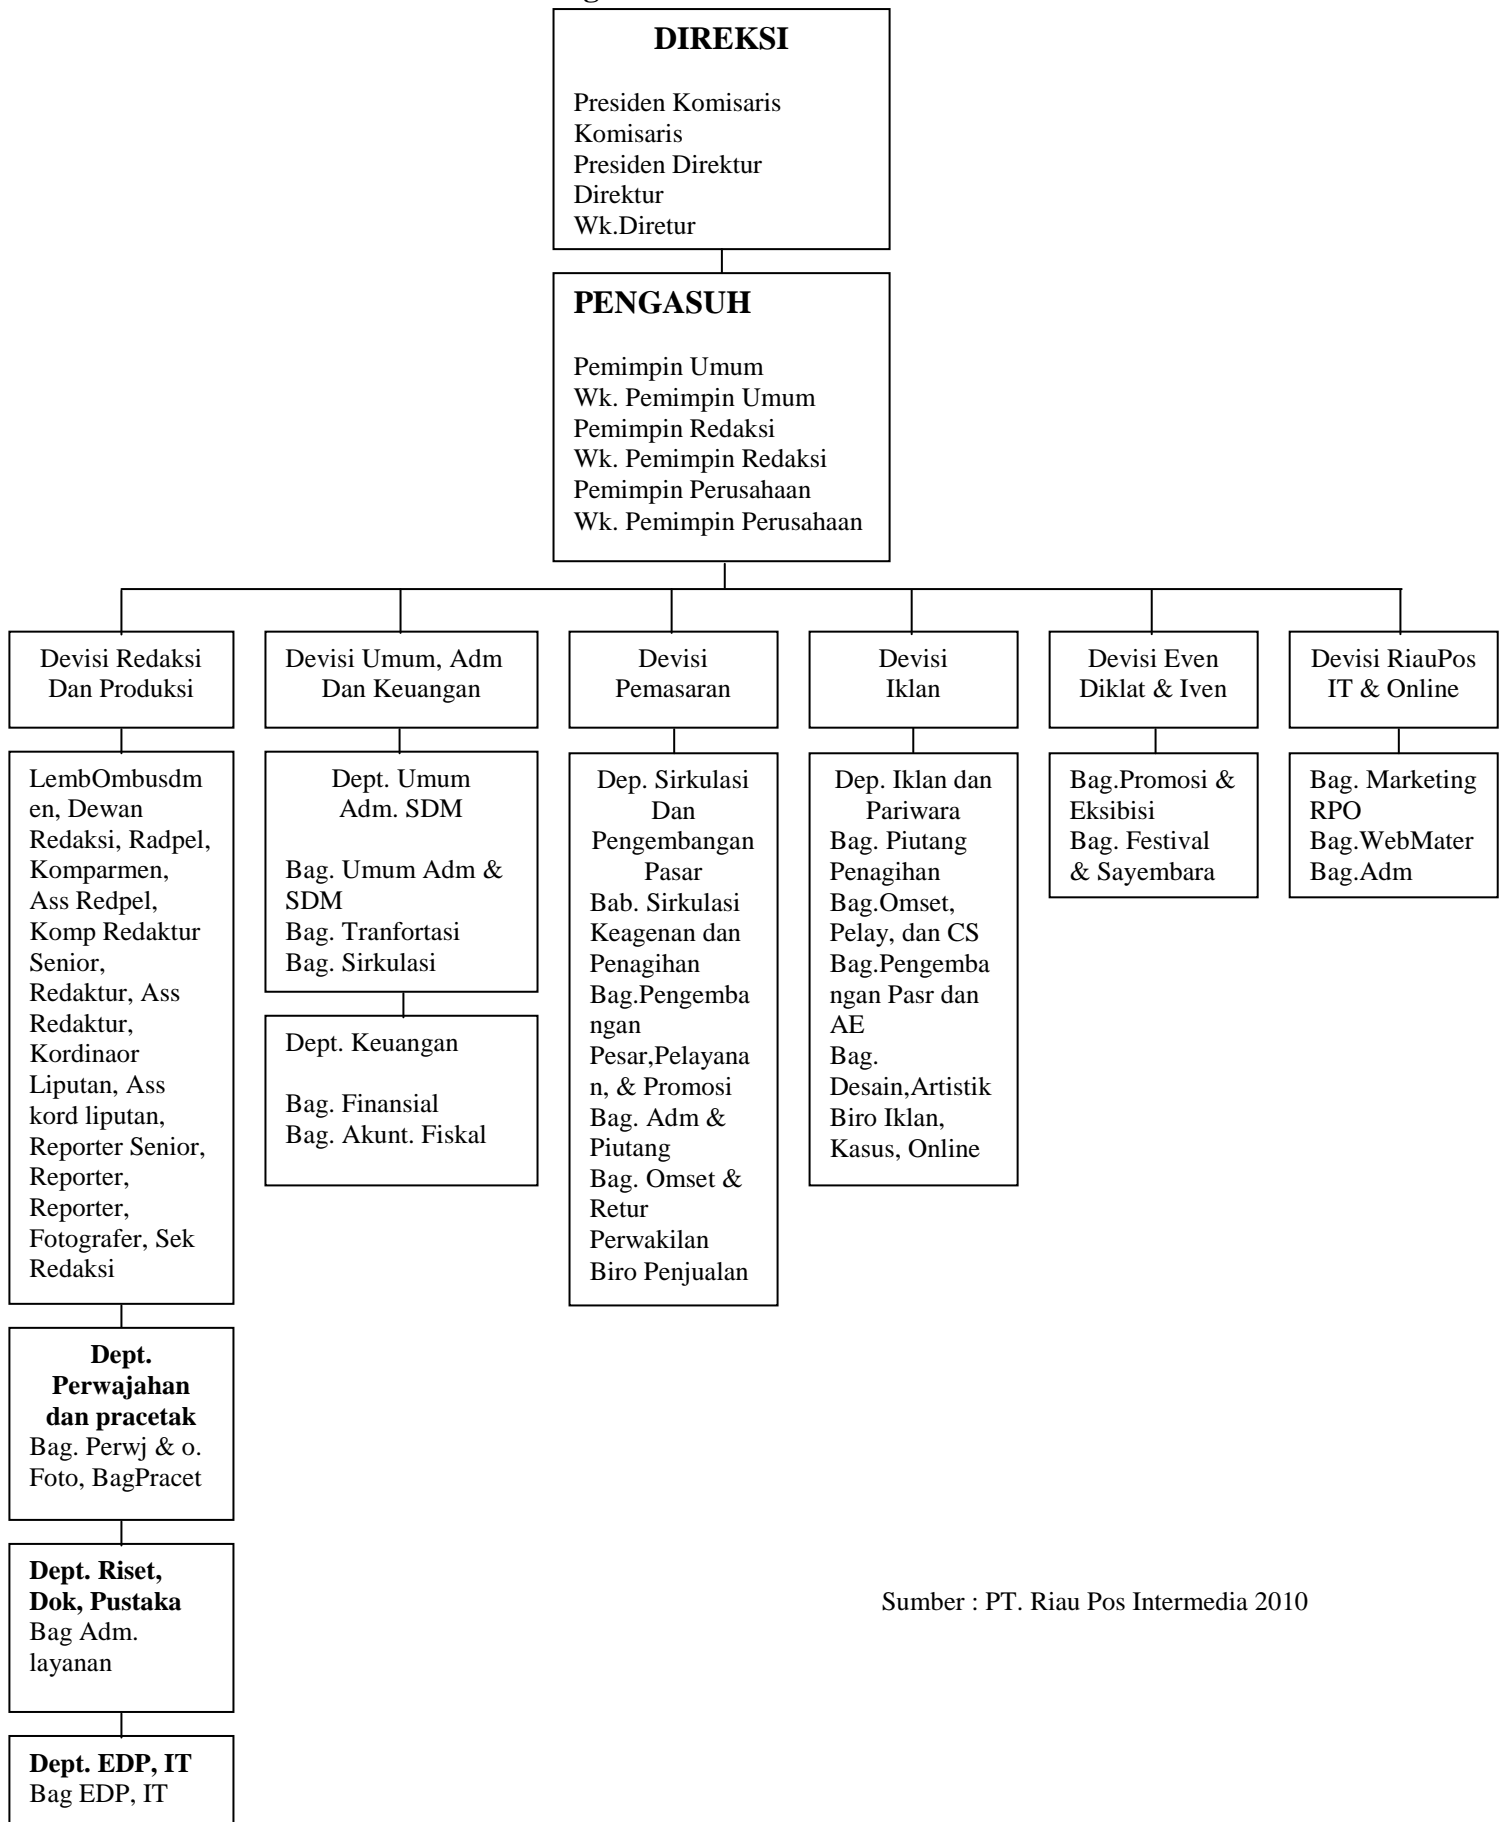 DIREKSI
Presiden Komisaris
Komisaris
Presiden Direktur
Direktur
Wk.Diretur
PENGASUH
Pemimpin Umum
Wk. Pemimpin Umum
Pemimpin Redaksi
Wk. Pemimpin Redaksi
Pemimpin Perusahaan
Wk. Pemimpin Perusahaan
Devisi Redaksi
Dan Produksi
Devisi Umum, Adm
Dan Keuangan
Devisi
Pemasaran
Devisi
Iklan
Devisi Even
Diklat & Iven
Devisi RiauPos
IT & Online
LembOmbusdm
en, Dewan
Redaksi, Radpel,
Komparmen,
Ass Redpel,
Komp Redaktur
Senior,
Redaktur, Ass
Redaktur,
Kordinaor
Liputan, Ass
kord liputan,
Reporter Senior,
Reporter,
Reporter,
Fotografer, Sek
Redaksi
Dept. Umum
Adm. SDM
Bag. Umum Adm &
SDM
Bag. Tranfortasi
Bag. Sirkulasi
Dept. Keuangan
Bag. Finansial
Bag. Akunt. Fiskal
Dep. Sirkulasi
Dan
Pengembangan
Pasar
Bab. Sirkulasi
Keagenan dan
Penagihan
Bag.Pengemba
ngan
Pesar,Pelayana
n, & Promosi
Bag. Adm &
Piutang
Bag. Omset &
Retur
Perwakilan
Biro Penjualan
Dep. Iklan dan
Pariwara
Bag. Piutang
Penagihan
Bag.Omset,
Pelay, dan CS
Bag.Pengemba
ngan Pasr dan
AE
Bag.
Desain,Artistik
Biro Iklan,
Kasus, Online
Bag.Promosi &
Eksibisi
Bag. Festival
& Sayembara
Bag. Marketing
RPO
Bag.WebMater
Bag.Adm
Dept.
Perwajahan
dan pracetak
Bag. Perwj & o.
Foto, BagPracet
Dept. Riset,
Dok, Pustaka
Bag Adm.
layanan
Dept. EDP, IT
Bag EDP, IT
Sumber : PT. Riau Pos Intermedia 2010